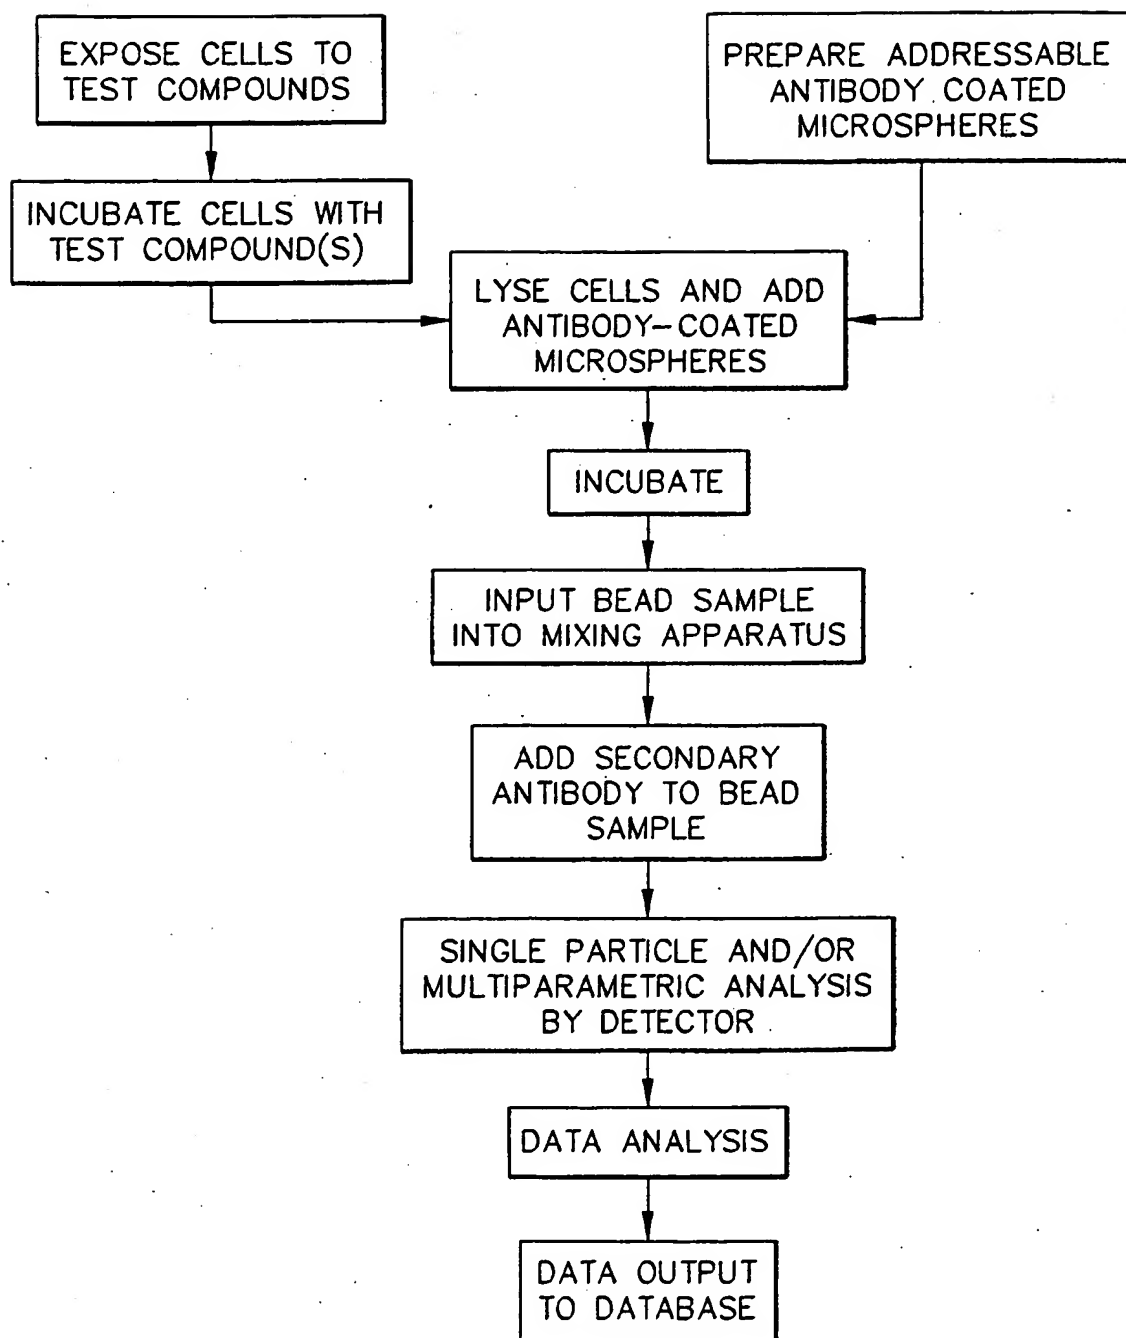 EXPOSE CELLS TO
TEST COMPOUNDS
PREPARE ADDRESSABLE
ANTIBODY COATED
MICROSPHERES
INCUBATE CELLS WITH
TEST COMPOUND(S)
LYSE CELLS AND ADD
ANTIBODY-COATED
MICROSPHERES
INCUBATE
INPUT BEAD SAMPLE
INTO MIXING APPARATUS
ADD SECONDARY
ANTIBODY TO BEAD
SAMPLE
SINGLE PARTICLE AND/OR
MULTIPARAMETRIC ANALYSIS
BY DETECTOR
DATA ANALYSIS
DATA OUTPUT
TO DATABASE